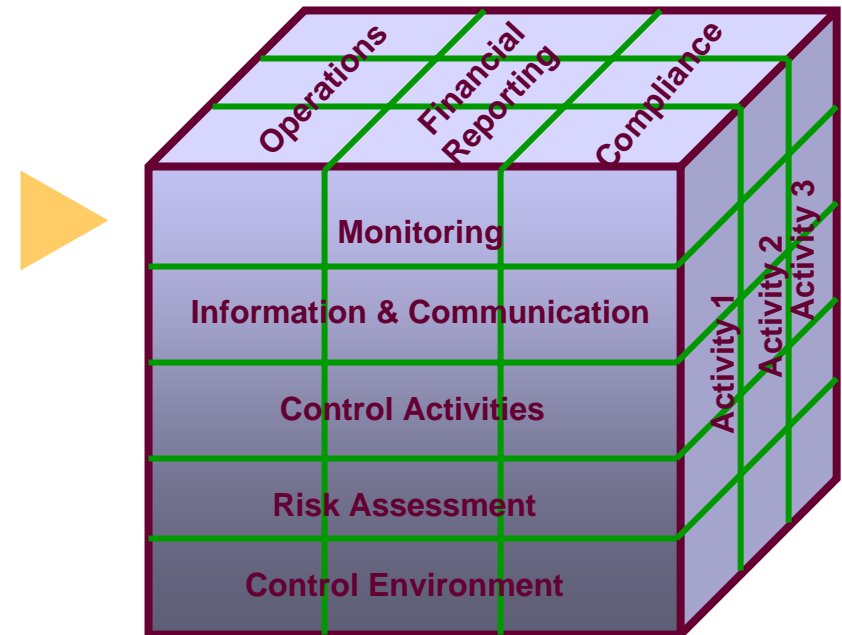 Operations
Financial
Reporting
Compliance
Monitoring
Information & Communication
Control Activities
Risk Assessment
Control Environment
Activity 1
Activity 2
Activity 3